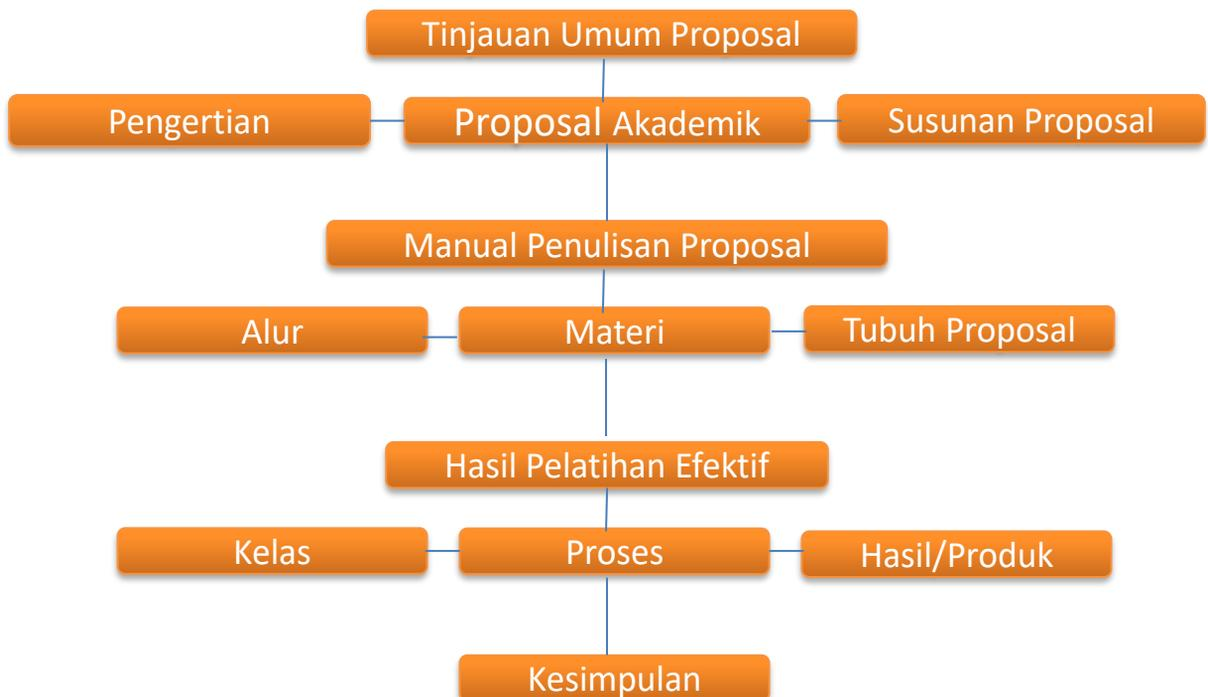 Tinjauan Umum Proposal
Pengertian
Proposal Akademik
Susunan Proposal
Manual Penulisan Proposal
Alur
Materi
Tubuh Proposal
Hasil Pelatihan Efektif
Kelas
Proses
Hasil/Produk
Kesimpulan